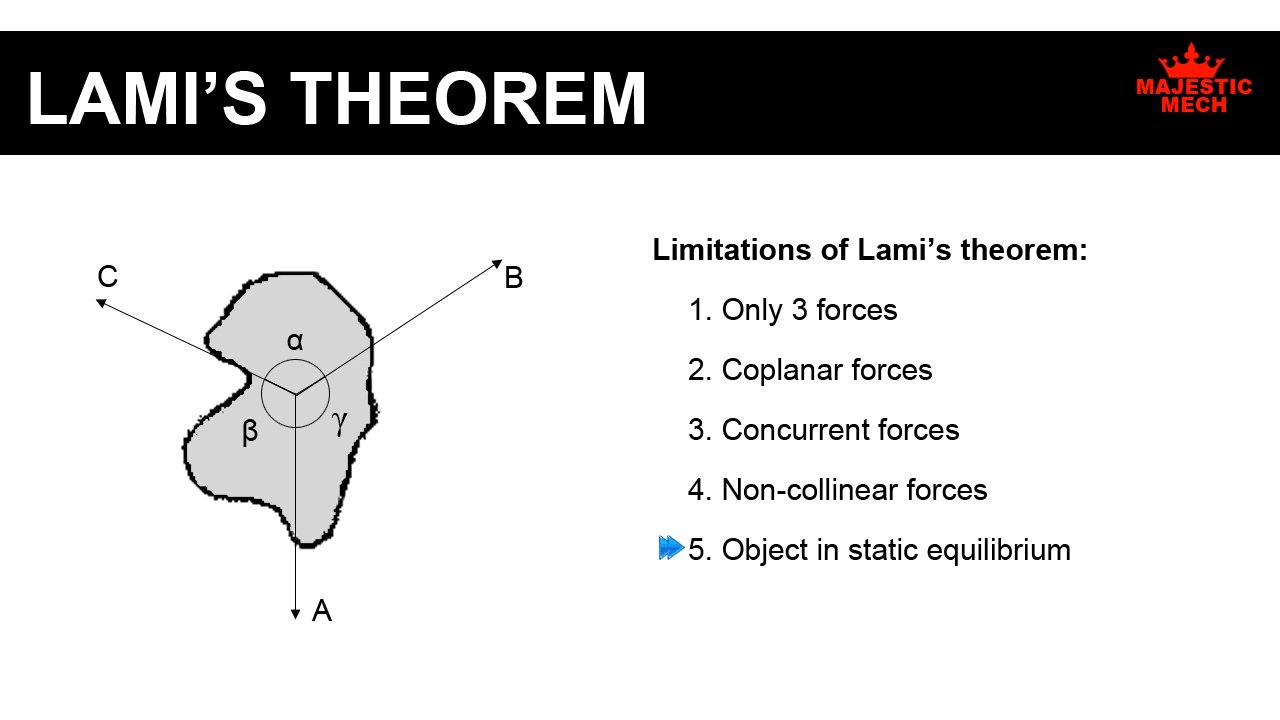 LAMI’S THEOREM
MAJESTIC
MECH
C
B
α
β
γ
A
Limitations of Lami’s theorem:
1. Only 3 forces
2. Coplanar forces
3. Concurrent forces
4. Non-collinear forces
5. Object in static equilibrium